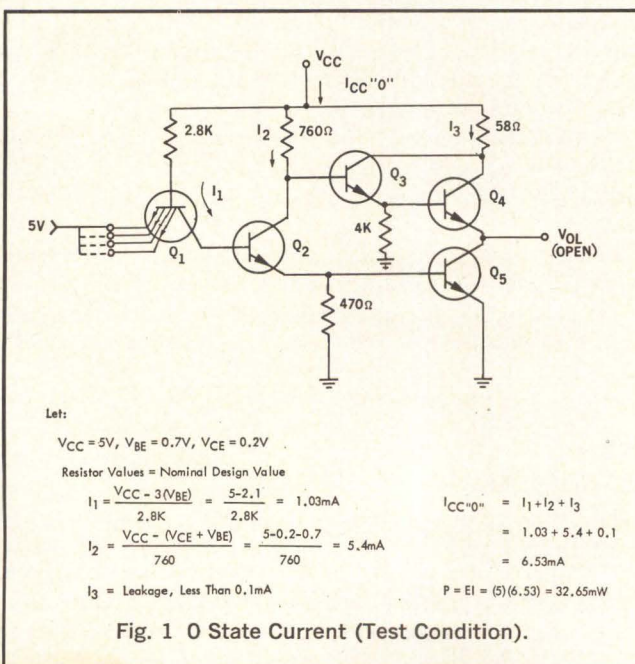 VCC
ICC"0"
2.8K
I2
760Ω
I3
58Ω
I1
Q3
Q4
5V
Q1
Q2
4K
VOL
(OPEN)
Q5
470Ω
Let:
VCC = 5V, VBE = 0.7V, VCE = 0.2V
Resistor Values = Nominal Design Value
I1 = VCC - 3(VBE) / 2.8K = 5-2.1 / 2.8K = 1.03mA
I2 = VCC - (VCE + VBE) / 760 = 5-0.2-0.7 / 760 = 5.4mA
I3 = Leakage, Less Than 0.1mA
ICC"0" = I1+I2+I3
= 1.03 + 5.4 + 0.1
= 6.53mA
P = EI = (5)(6.53) = 32.65mW
Fig. 1 0 State Current (Test Condition).